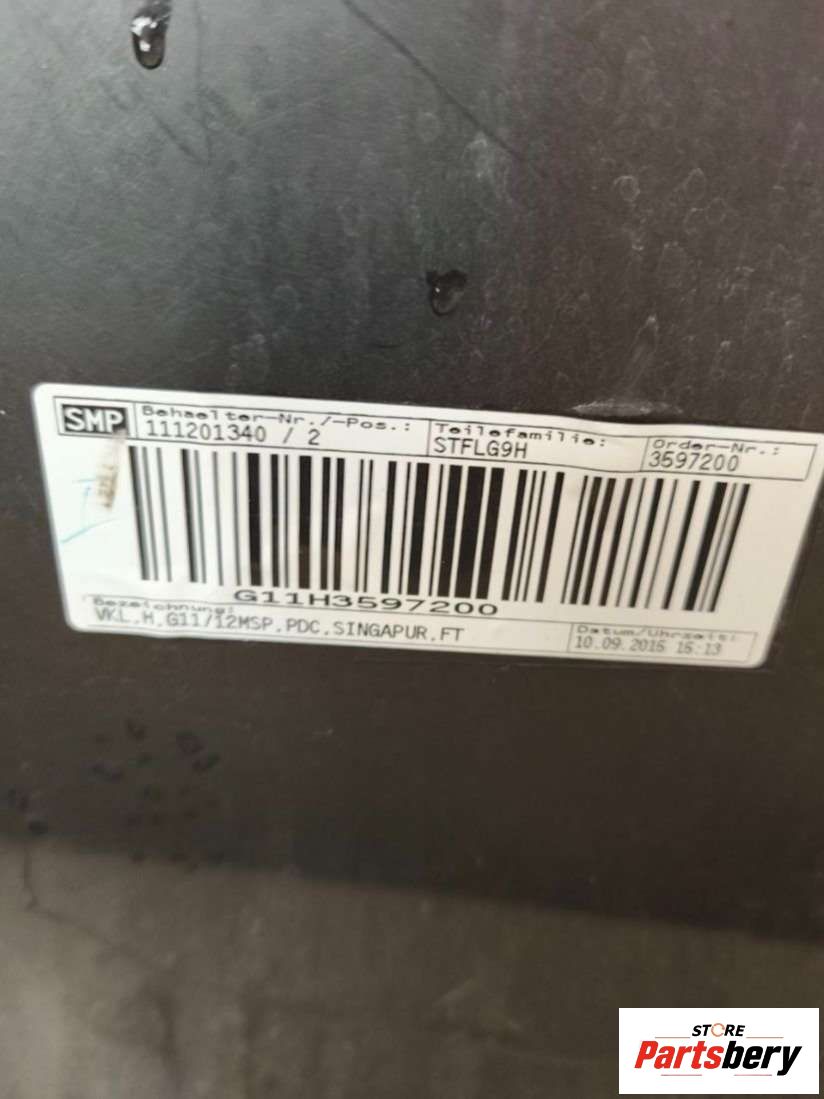 SMP
Behaelter-Nr./-Pos.:
111201340 / 2
Teilefamilie:
STFLG9H
Order-Nr.:
3597200
G11H3597200
Bezeichnung:
VKL.H.G11/12MSP.PDC.SINGAPUR.FT
Datum/Uhrzeit:
10.09.2016 16:13
STORE
Partsbery